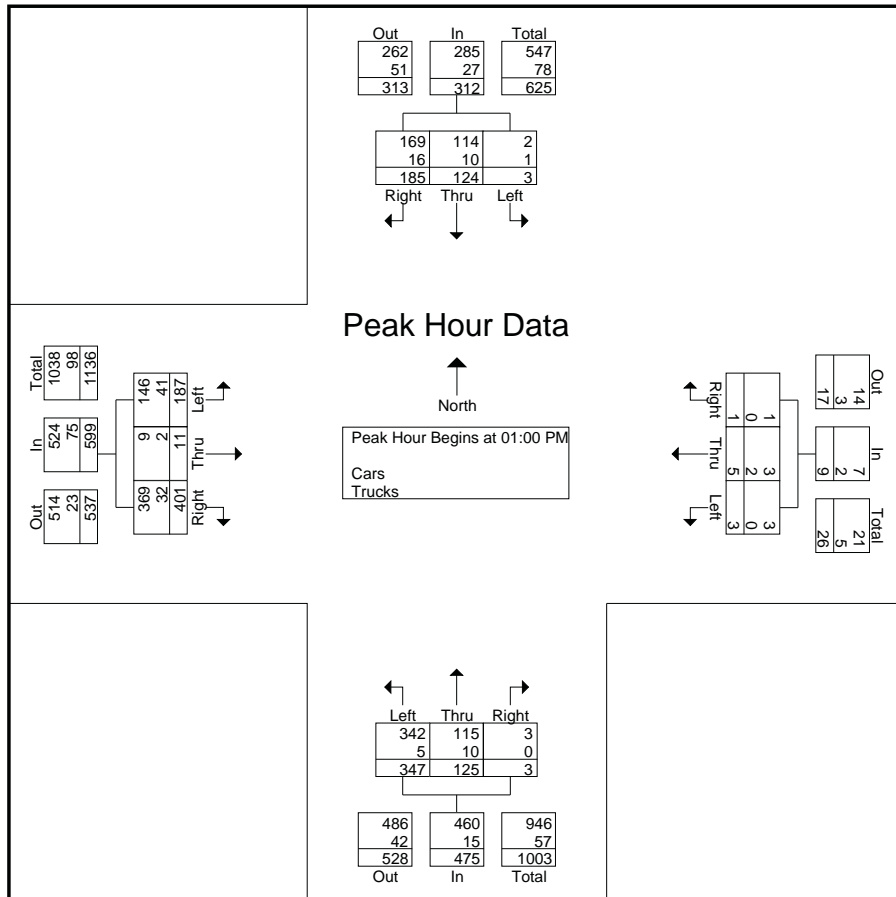 Out In Total
262 285 547
51 27 78
313 312 625
169 114 2
16 10 1
185 124 3
Right Thru Left
Peak Hour Data
North
Peak Hour Begins at 01:00 PM
Cars
Trucks
Total In Out
1038 524 514
98 75 23
1136 599 537
146 9 369
41 2 32
187 11 401
Left Thru Right
Right Thru Left
1 5 3
0 2 0
1 3 3
Out In Total
14 7 21
3 2 5
17 9 26
Left Thru Right
342 115 3
5 10 0
347 125 3
486 460 946
42 15 57
528 475 1003
Out In Total